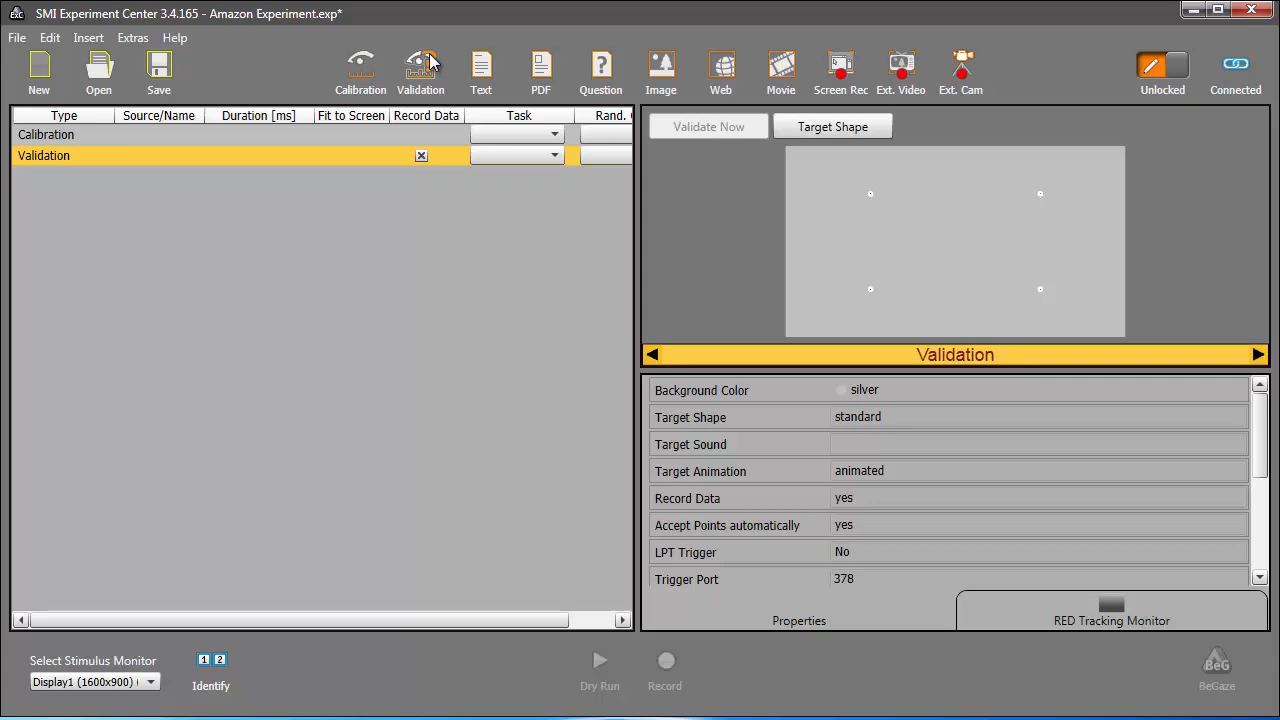 SMI Experiment Center 3.4.165 - Amazon Experiment.exp*
File Edit Insert Extras Help
New Open Save Calibration Validation Text PDF Question Image Web Movie Screen Rec Ext. Video Ext. Cam Unlocked Connected
Type Source/Name Duration [ms] Fit to Screen Record Data Task Rand.
Calibration
Validation
Validate Now Target Shape
Validation
Background Color silver
Target Shape standard
Target Sound
Target Animation animated
Record Data yes
Accept Points automatically yes
LPT Trigger No
Trigger Port 378
Properties RED Tracking Monitor
Select Stimulus Monitor
Display1 (1600x900)
1 2
Identify
Dry Run
Record
BeG
BeGaze